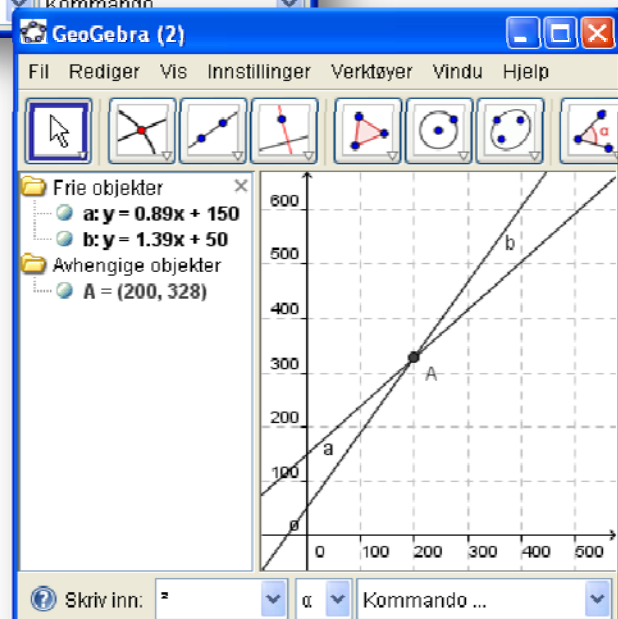 Kommando
GeoGebra (2)
Fil Rediger Vis Innstillinger Verktøyer Vindu Hjelp
α
Frie objekter
a: y = 0.89x + 150
b: y = 1.39x + 50
Avhengige objekter
A = (200, 328)
600
500
400
300
200
100
0
b
A
a
0 100 200 300 400 500
Skriv inn: ² α Kommando ...